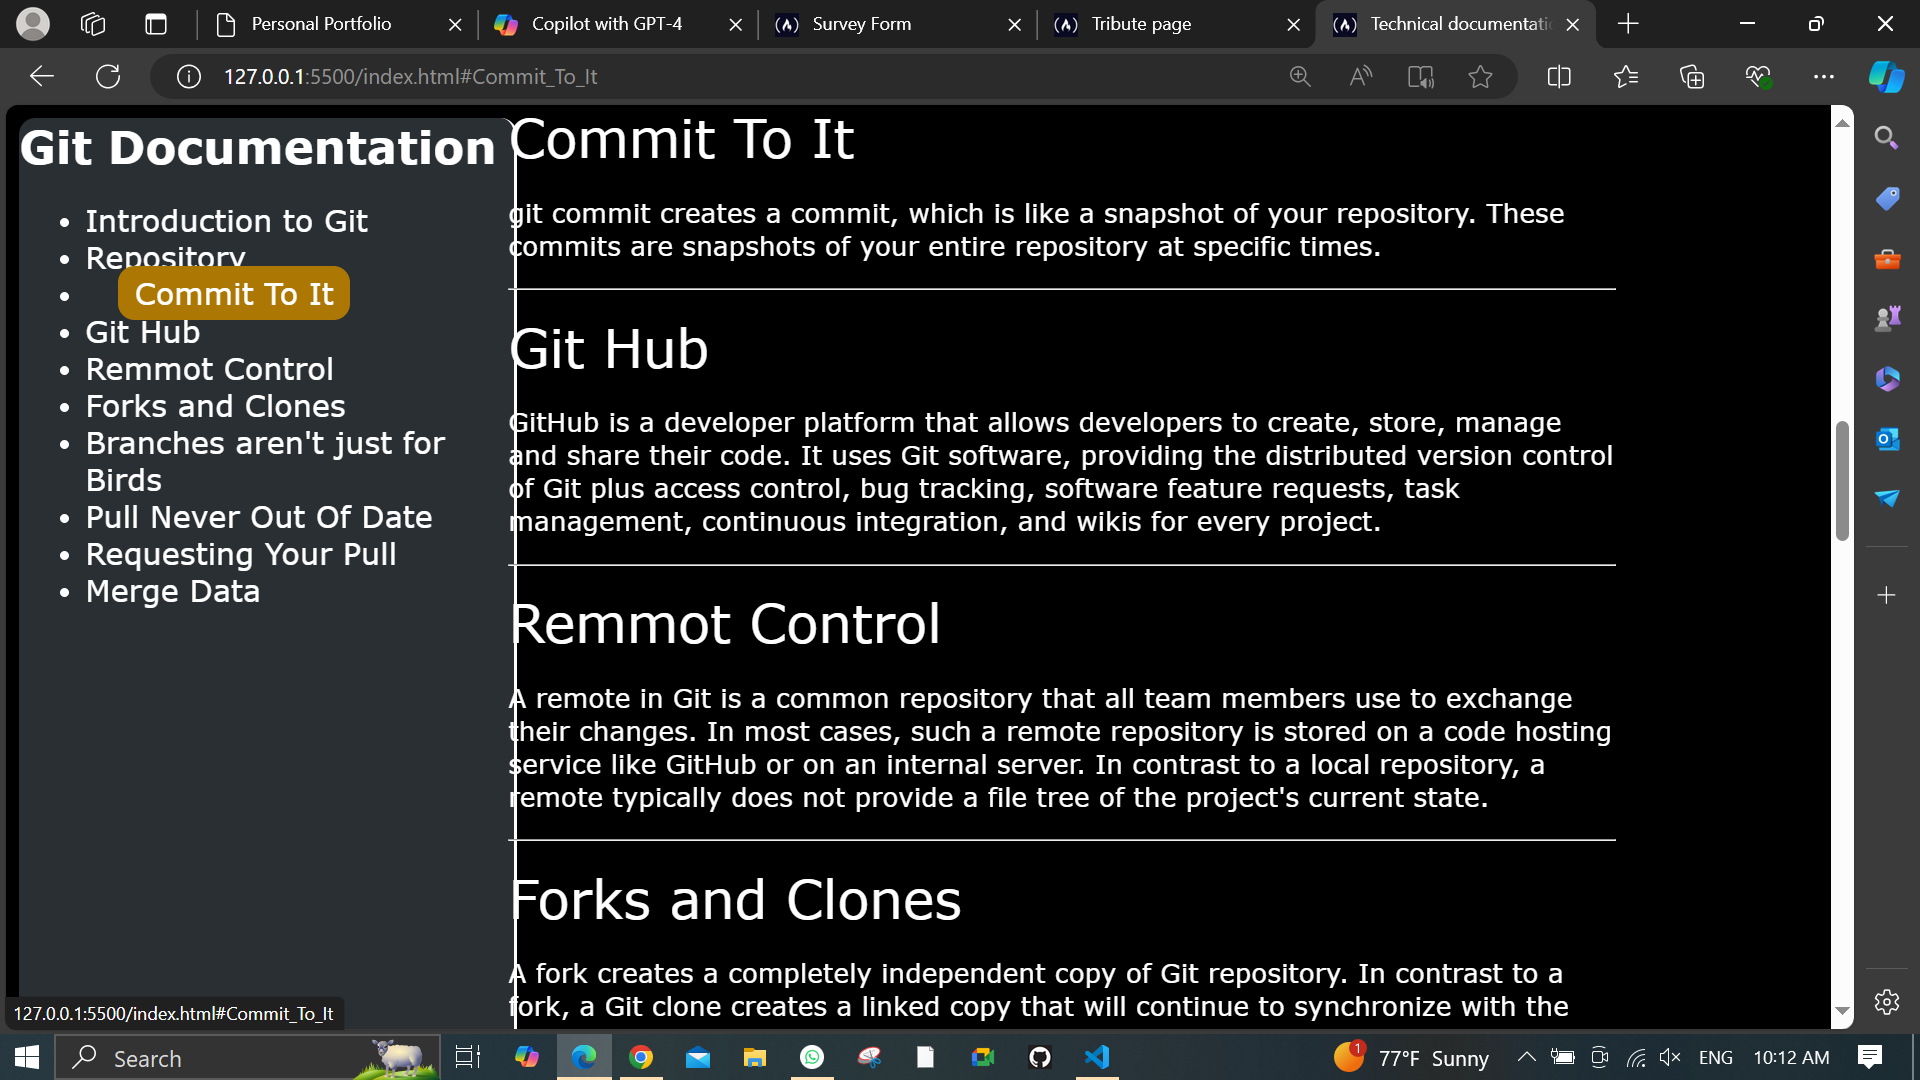 Personal Portfolio
Copilot with GPT-4
Survey Form
Tribute page
Technical documentati
127.0.0.1:5500/index.html#Commit_To_It
Git Documentation
Introduction to Git
Repository
Commit To It
Git Hub
Remmot Control
Forks and Clones
Branches aren't just for
Birds
Pull Never Out Of Date
Requesting Your Pull
Merge Data
Commit To It
git commit creates a commit, which is like a snapshot of your repository. These
commits are snapshots of your entire repository at specific times.
Git Hub
GitHub is a developer platform that allows developers to create, store, manage
and share their code. It uses Git software, providing the distributed version control
of Git plus access control, bug tracking, software feature requests, task
management, continuous integration, and wikis for every project.
Remmot Control
A remote in Git is a common repository that all team members use to exchange
their changes. In most cases, such a remote repository is stored on a code hosting
service like GitHub or on an internal server. In contrast to a local repository, a
remote typically does not provide a file tree of the project's current state.
Forks and Clones
A fork creates a completely independent copy of Git repository. In contrast to a
fork, a Git clone creates a linked copy that will continue to synchronize with the
127.0.0.1:5500/index.html#Commit_To_It
Search
1
77°F Sunny
ENG
10:12 AM